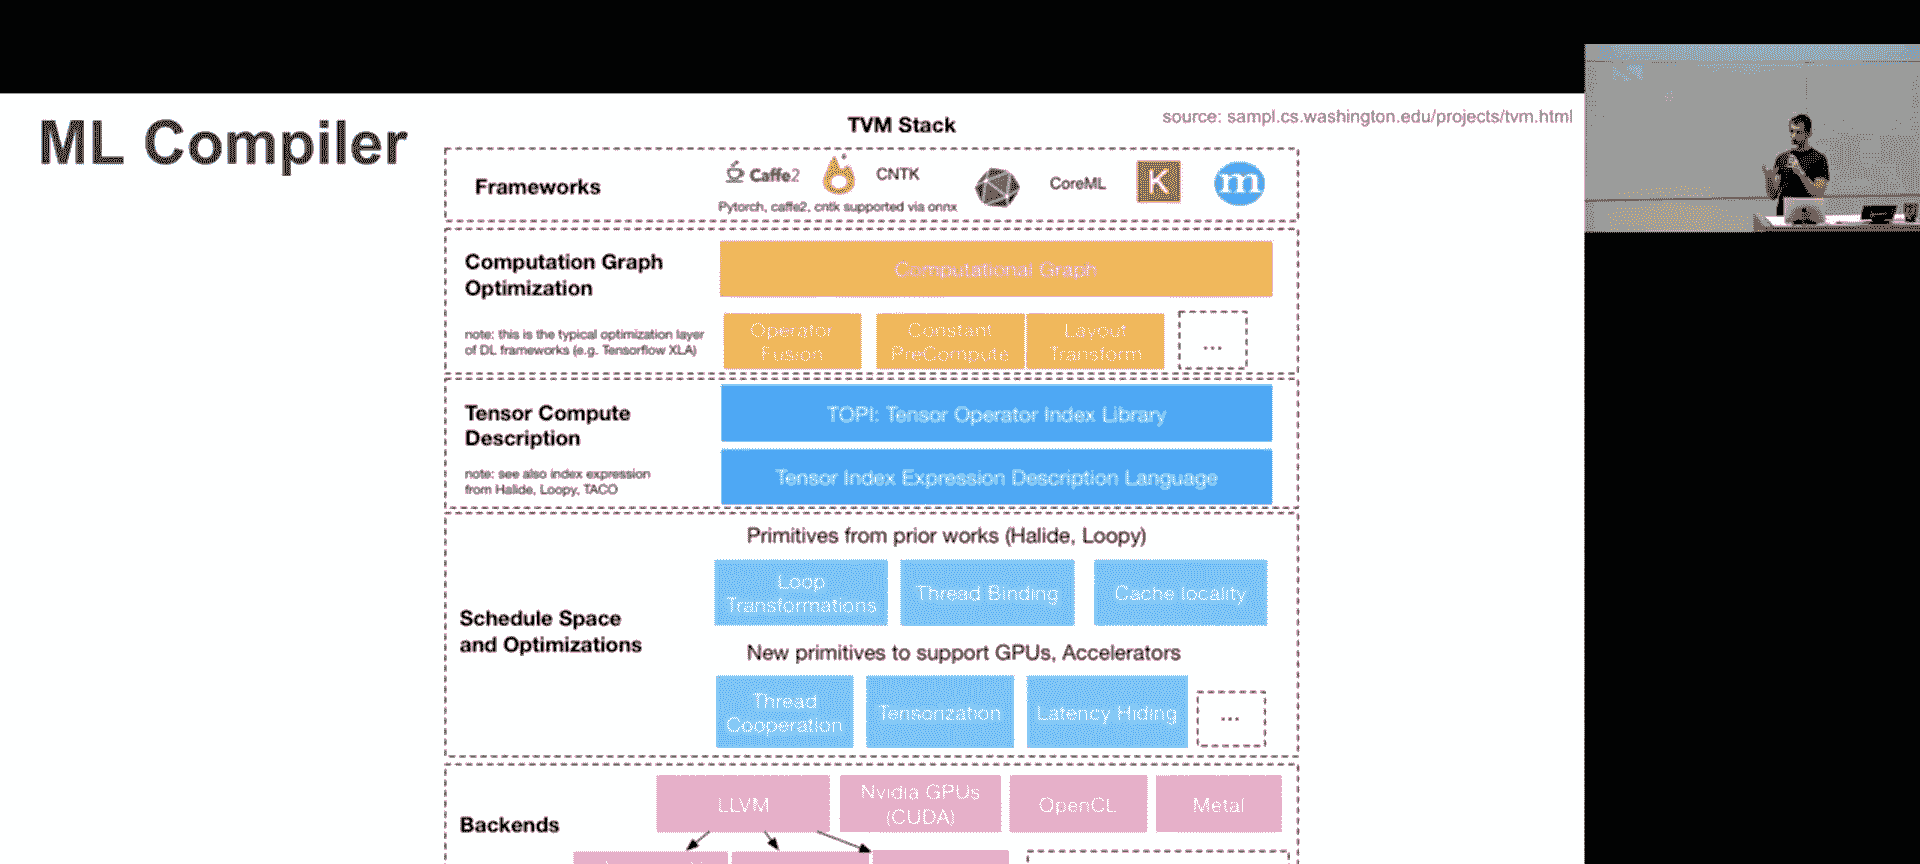 ML Compiler
TVM Stack
source: sampl.cs.washington.edu/projects/tvm.html
Frameworks
Caffe2
CNTK
CoreML
K
m
Pytorch, caffe2, cntk supported via onnx
Computation Graph
Optimization
note: this is the typical optimization layer
of DL frameworks (e.g. Tensorflow XLA)
Computational Graph
Operator
Fusion
Constant
PreCompute
Layout
Transform
...
Tensor Compute
Description
note: see also index expression
from Halide, Loopy, TACO
TOPI: Tensor Operator Index Library
Tensor Index Expression Description Language
Schedule Space
and Optimizations
Primitives from prior works (Halide, Loopy)
Loop
Transformations
Thread Binding
Cache locality
New primitives to support GPUs, Accelerators
Thread
Cooperation
Tensorization
Latency Hiding
...
Backends
LLVM
Nvidia GPUs
(CUDA)
OpenCL
Metal